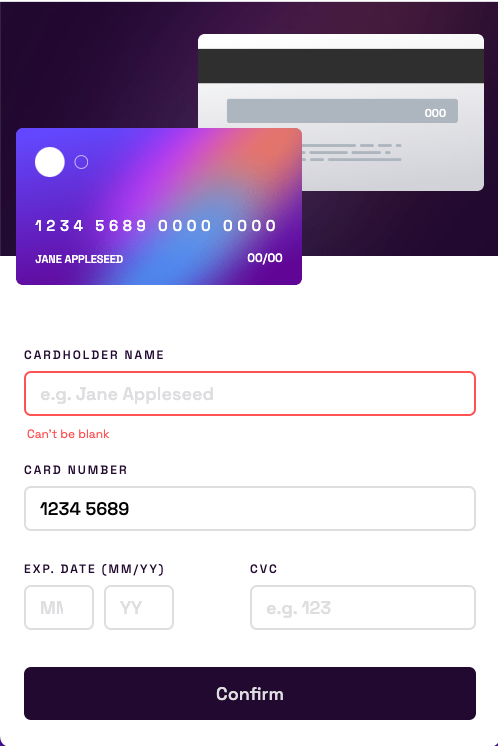 000
1234 5689 0000 0000
JANE APPLESEED 00/00
CARDHOLDER NAME
e.g. Jane Appleseed
Can't be blank
CARD NUMBER
1234 5689
EXP. DATE (MM/YY) CVC
MM YY e.g. 123
Confirm